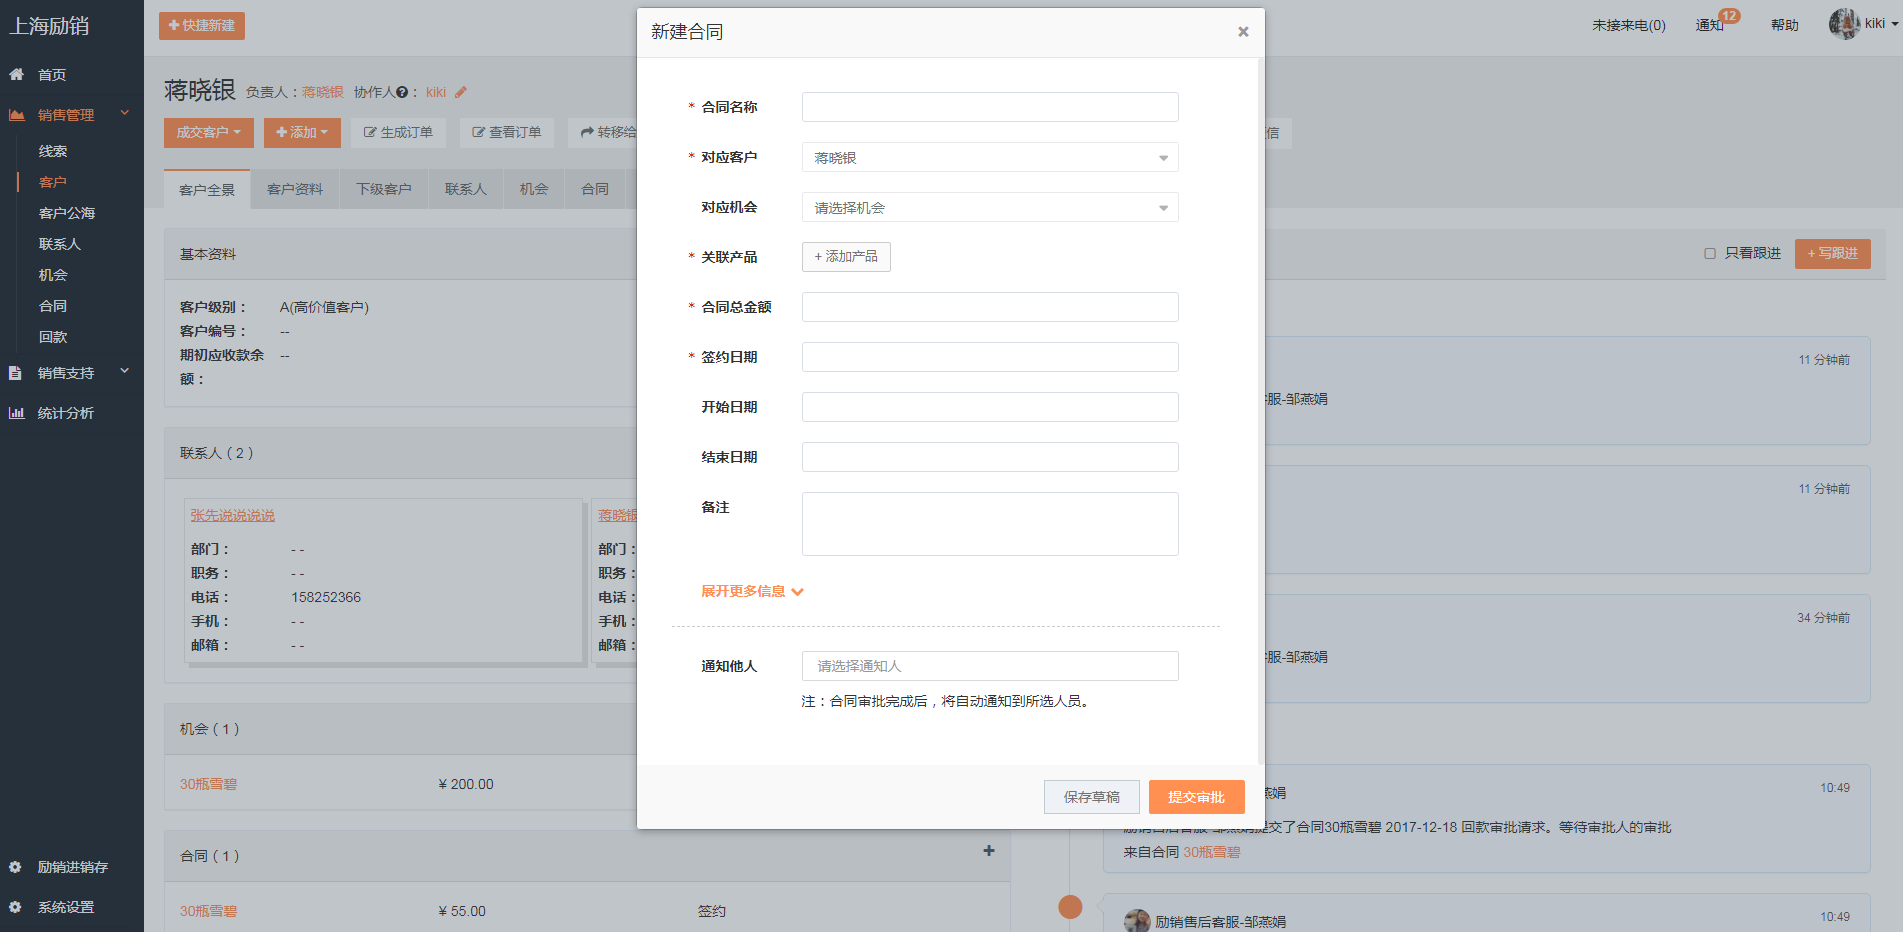 上海励销
快捷新建
未接来电(0)
通知
12
帮助
kiki
首页
销售管理
线索
客户
客户公海
联系人
机会
合同
回款
销售支持
统计分析
励销进销存
系统设置
蒋晓银 负责人：蒋晓银 协作人 ： kiki
成交客户 添加 生成订单 查看订单 转移给
信
客户全景 客户资料 下级客户 联系人 机会 合同
基本资料
客户级别： A(高价值客户)
客户编号： --
期初应收款余 --
额：
联系人 ( 2 )
张先说说说说
部门： - -
职务： - -
电话： 158252366
手机： - -
邮箱： - -
蒋晓银
部门：
职务：
电话：
手机：
邮箱：
机会 ( 1 )
30瓶雪碧 ¥ 200.00
合同 ( 1 )
30瓶雪碧 ¥ 55.00 签约
新建合同 ×
* 合同名称
* 对应客户 蒋晓银
对应机会 请选择机会
* 关联产品 + 添加产品
* 合同总金额
* 签约日期
开始日期
结束日期
备注
展开更多信息
通知他人 请选择通知人
注：合同审批完成后，将自动通知到所选人员。
保存草稿 提交审批
只看跟进 + 写跟进
11 分钟前
服-邹燕娟
11 分钟前
34 分钟前
服-邹燕娟
10:49
燕娟
提交了合同30瓶雪碧 2017-12-18 回款审批请求。等待审批人的审批
来自合同 30瓶雪碧
励销售后客服-邹燕娟 10:49